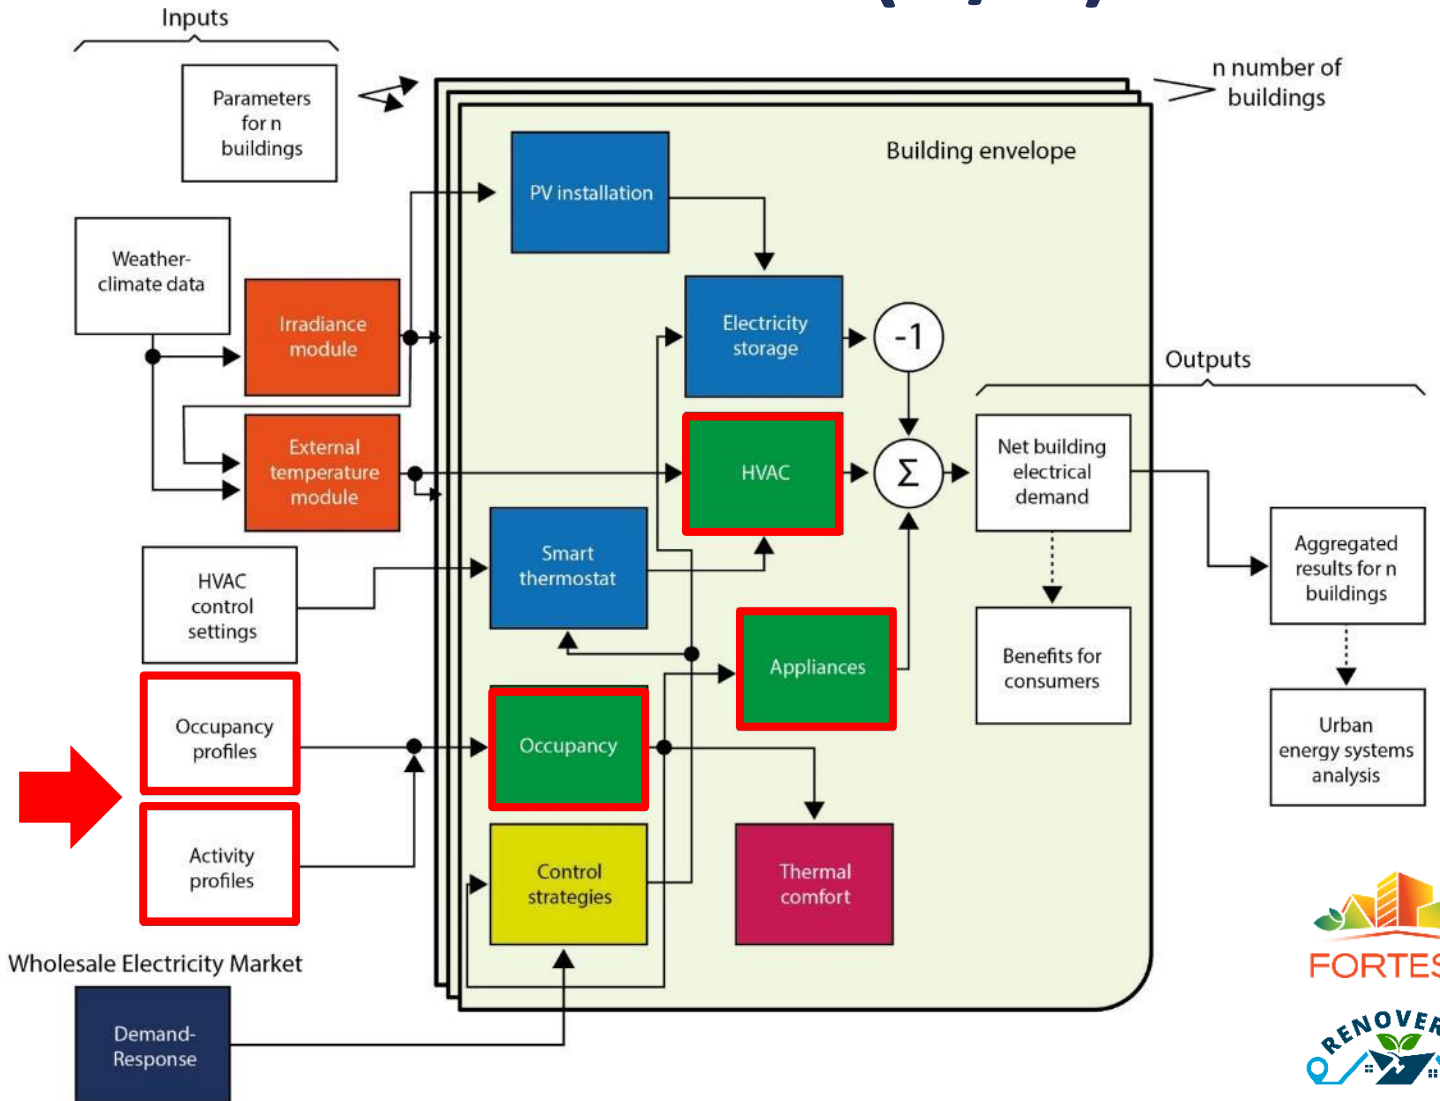 Inputs
n number of
buildings
Parameters
for n
buildings
Building envelope
PV installation
Weather-
climate data
Irradiance
module
Electricity
storage
-1
Outputs
External
temperature
module
HVAC
Σ
Net building
electrical
demand
Smart
thermostat
HVAC
control
settings
Aggregated
results for n
buildings
Appliances
Benefits for
consumers
Occupancy
profiles
Occupancy
Urban
energy systems
analysis
Activity
profiles
Control
strategies
Thermal
comfort
Wholesale Electricity Market
Demand-
Response
FORTES
RENOVER